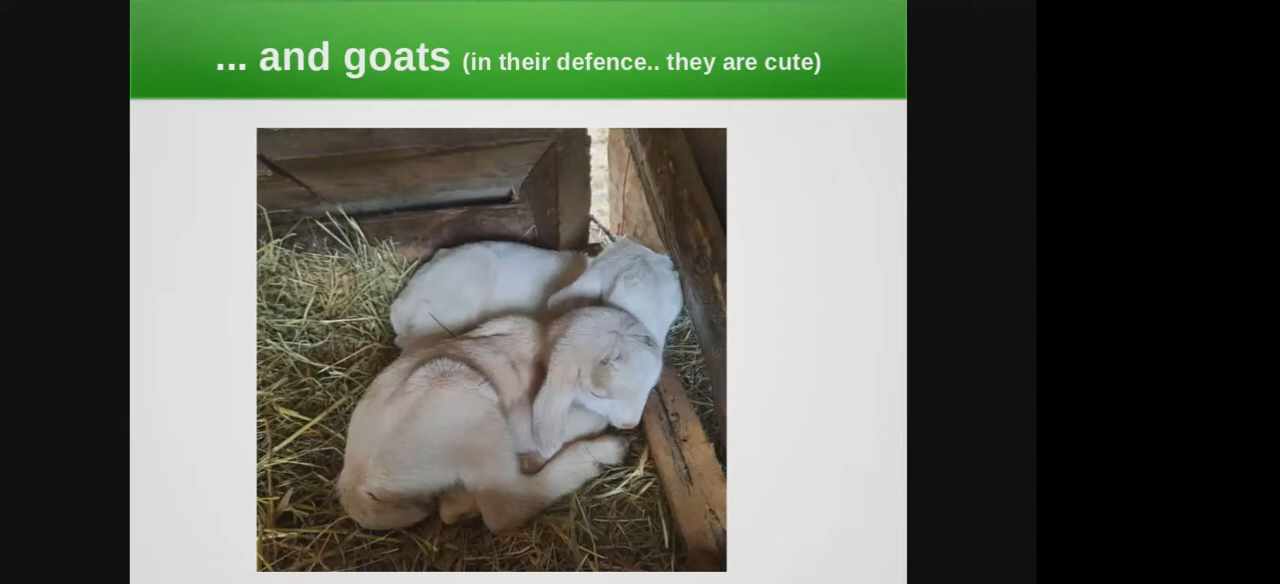 ... and goats (in their defence.. they are cute)